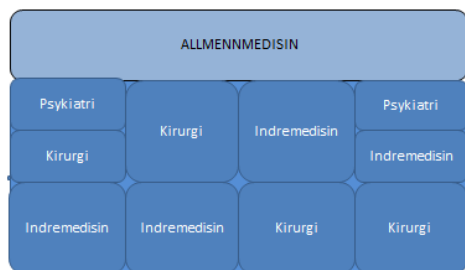 ALLMENNMEDISIN
Psykiatri
Kirurgi
Indremedisin
Psykiatri
Kirurgi
Indremedisin
Indremedisin
Indremedisin
Kirurgi
Kirurgi